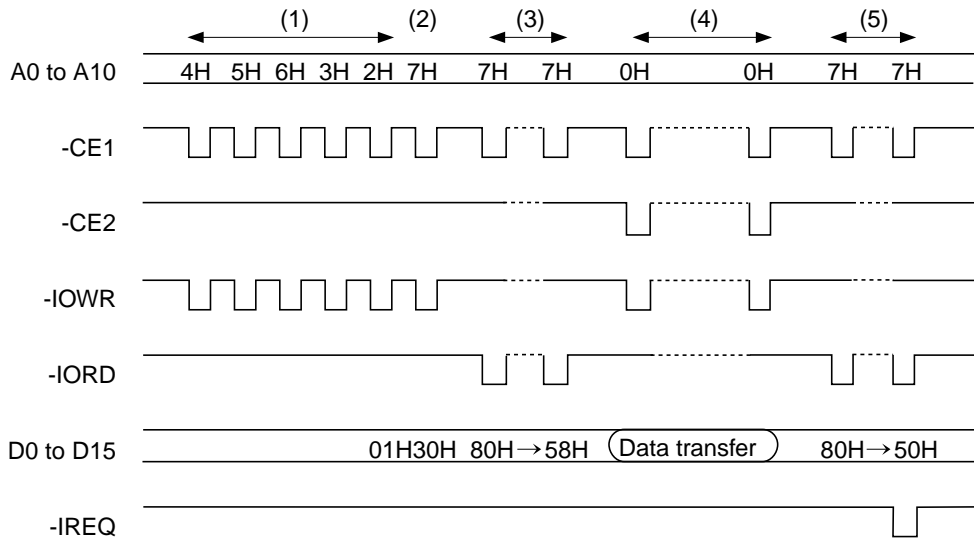 (1) (2) (3) (4) (5)
A0 to A10 4H 5H 6H 3H 2H 7H 7H 7H 0H 0H 7H 7H
-CE1
-CE2
-IOWR
-IORD
D0 to D15 01H30H 80H→58H Data transfer 80H→50H
-IREQ